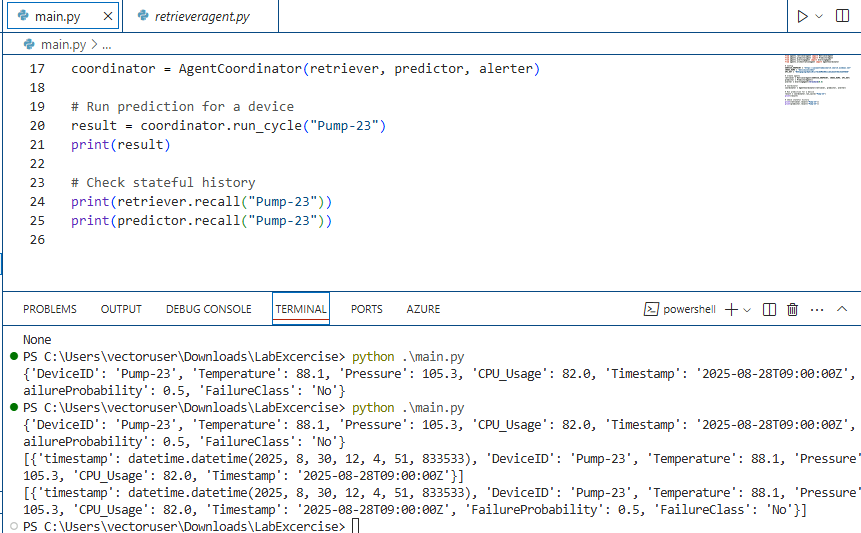 main.py
retrieveragent.py
main.py > ...
17 coordinator = AgentCoordinator(retriever, predictor, alerter)
18
19 # Run prediction for a device
20 result = coordinator.run_cycle("Pump-23")
21 print(result)
22
23 # Check stateful history
24 print(retriever.recall("Pump-23"))
25 print(predictor.recall("Pump-23"))
26
PROBLEMS OUTPUT DEBUG CONSOLE TERMINAL PORTS AZURE powershell
None
PS C:\Users\vectoruser\Downloads\LabExcercise> python .\main.py
{'DeviceID': 'Pump-23', 'Temperature': 88.1, 'Pressure': 105.3, 'CPU_Usage': 82.0, 'Timestamp': '2025-08-28T09:00:00Z',
ailureProbability': 0.5, 'FailureClass': 'No'}
PS C:\Users\vectoruser\Downloads\LabExcercise> python .\main.py
{'DeviceID': 'Pump-23', 'Temperature': 88.1, 'Pressure': 105.3, 'CPU_Usage': 82.0, 'Timestamp': '2025-08-28T09:00:00Z',
ailureProbability': 0.5, 'FailureClass': 'No'}
[{'timestamp': datetime.datetime(2025, 8, 30, 12, 4, 51, 833533), 'DeviceID': 'Pump-23', 'Temperature': 88.1, 'Pressure'
105.3, 'CPU_Usage': 82.0, 'Timestamp': '2025-08-28T09:00:00Z'}]
[{'timestamp': datetime.datetime(2025, 8, 30, 12, 4, 51, 833533), 'DeviceID': 'Pump-23', 'Temperature': 88.1, 'Pressure'
105.3, 'CPU_Usage': 82.0, 'Timestamp': '2025-08-28T09:00:00Z', 'FailureProbability': 0.5, 'FailureClass': 'No'}]
PS C:\Users\vectoruser\Downloads\LabExcercise>